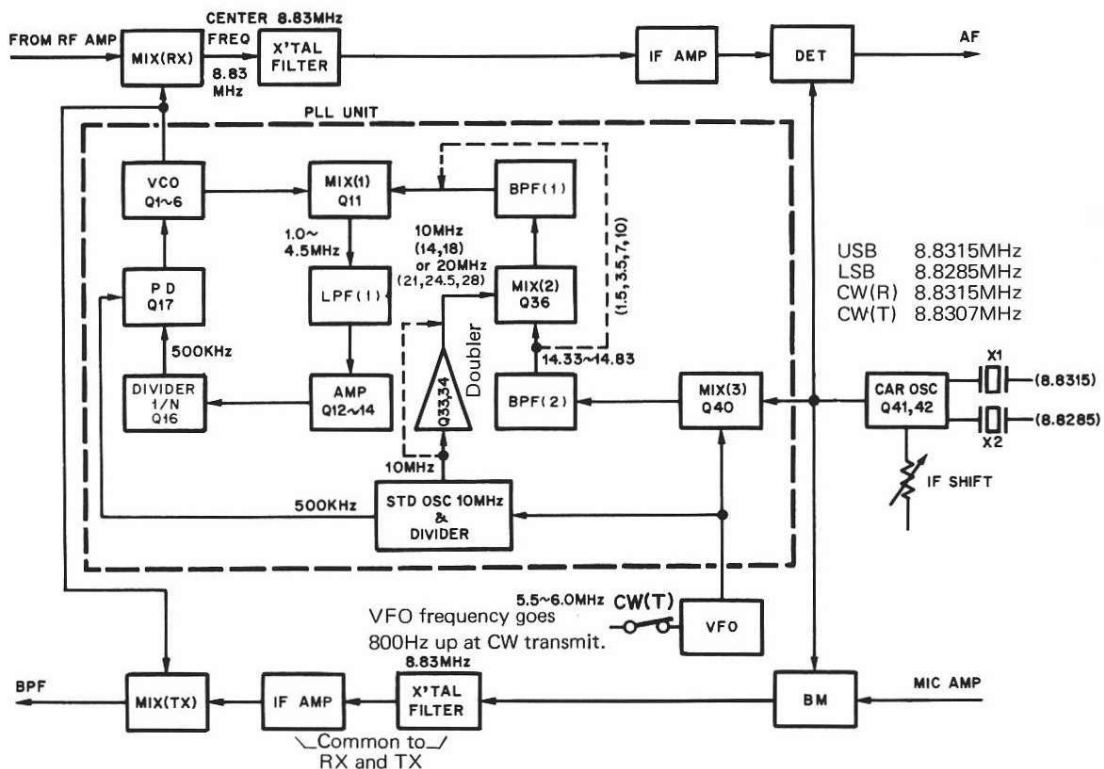 CENTER 8.83MHz
FROM RF AMP
MIX(RX)
FREQ
8.83
MHz
X'TAL
FILTER
IF AMP
DET
AF
PLL UNIT
VCO
Q1~6
MIX(1)
Q11
BPF(1)
1.0~
4.5MHz
10MHz
(14,18)
or 20MHz
(21,24.5,28)
(1.5,3.5,7,10)
USB 8.8315MHz
LSB 8.8285MHz
CW(R) 8.8315MHz
CW(T) 8.8307MHz
PD
Q17
LPF(1)
MIX(2)
Q36
500KHz
Doubler
14.33~14.83
X1
(8.8315)
DIVIDER
1/N
Q16
AMP
Q12~14
Q33,34
BPF(2)
MIX(3)
Q40
CAR OSC
Q41,42
(8.8285)
X2
10MHz
IF SHIFT
500KHz
STD OSC 10MHz
&
DIVIDER
5.5~6.0MHz
CW(T)
VFO
VFO frequency goes
800Hz up at CW transmit.
8.83MHz
BPF
MIX(TX)
IF AMP
X'TAL
FILTER
BM
MIC AMP
Common to
RX and TX